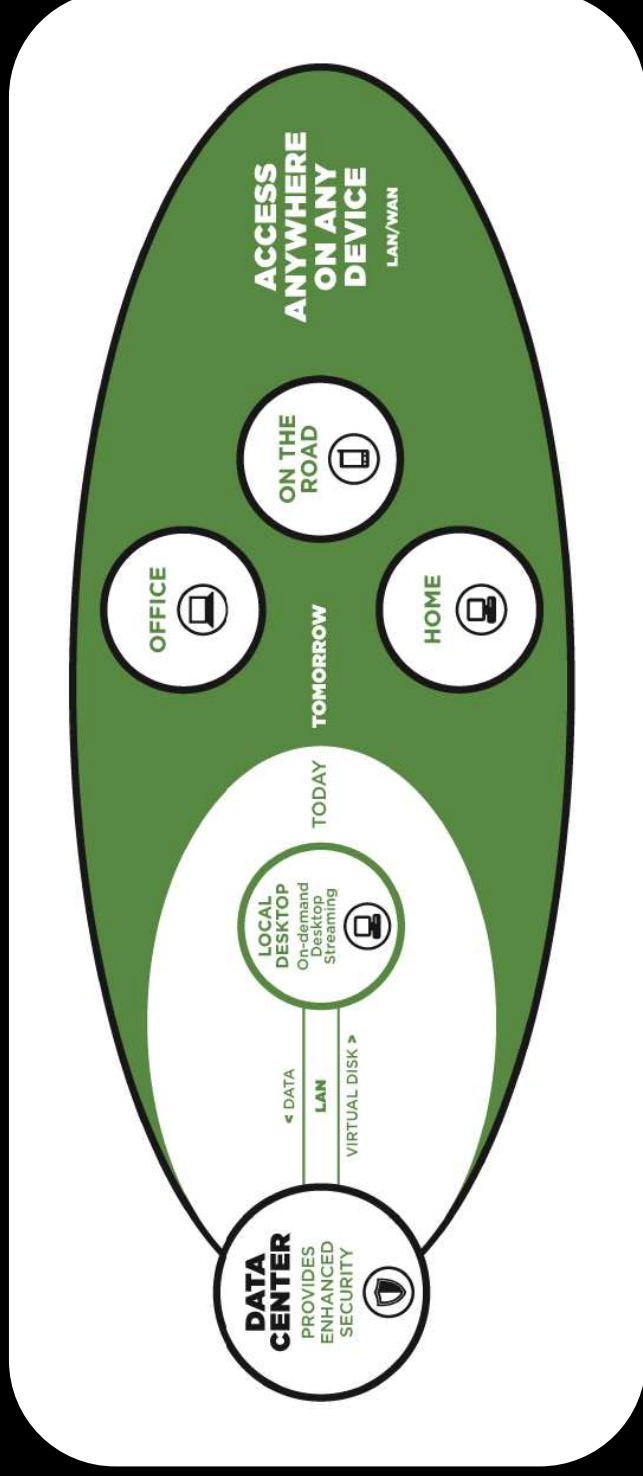 DATA
CENTER
PROVIDES
ENHANCED
SECURITY
< DATA
LAN
VIRTUAL DISK >
LOCAL
DESKTOP
On-demand
Desktop
Streaming
TODAY
TOMORROW
OFFICE
HOME
ON THE
ROAD
ACCESS
ANYWHERE
ON ANY
DEVICE
LAN/WAN